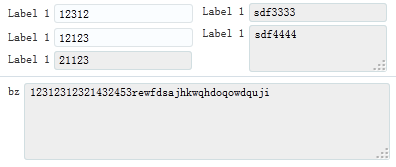 Label 1 12312 Label 1 sdf3333
Label 1 12123 Label 1 sdf4444
Label 1 21123
bz 12312312321432453rewfdsajhkwqhdoqowdquji